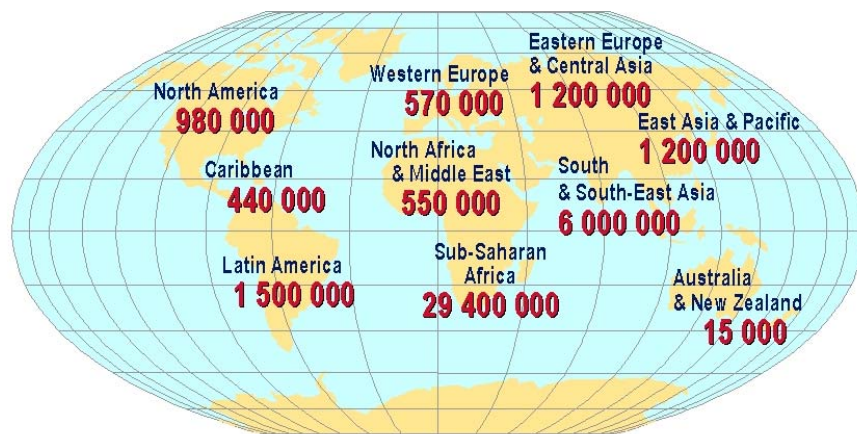 North America
980 000
Western Europe
570 000
Eastern Europe
& Central Asia
1 200 000
East Asia & Pacific
1 200 000
Caribbean
440 000
North Africa
& Middle East
550 000
South
& South-East Asia
6 000 000
Latin America
1 500 000
Sub-Saharan
Africa
29 400 000
Australia
& New Zealand
15 000